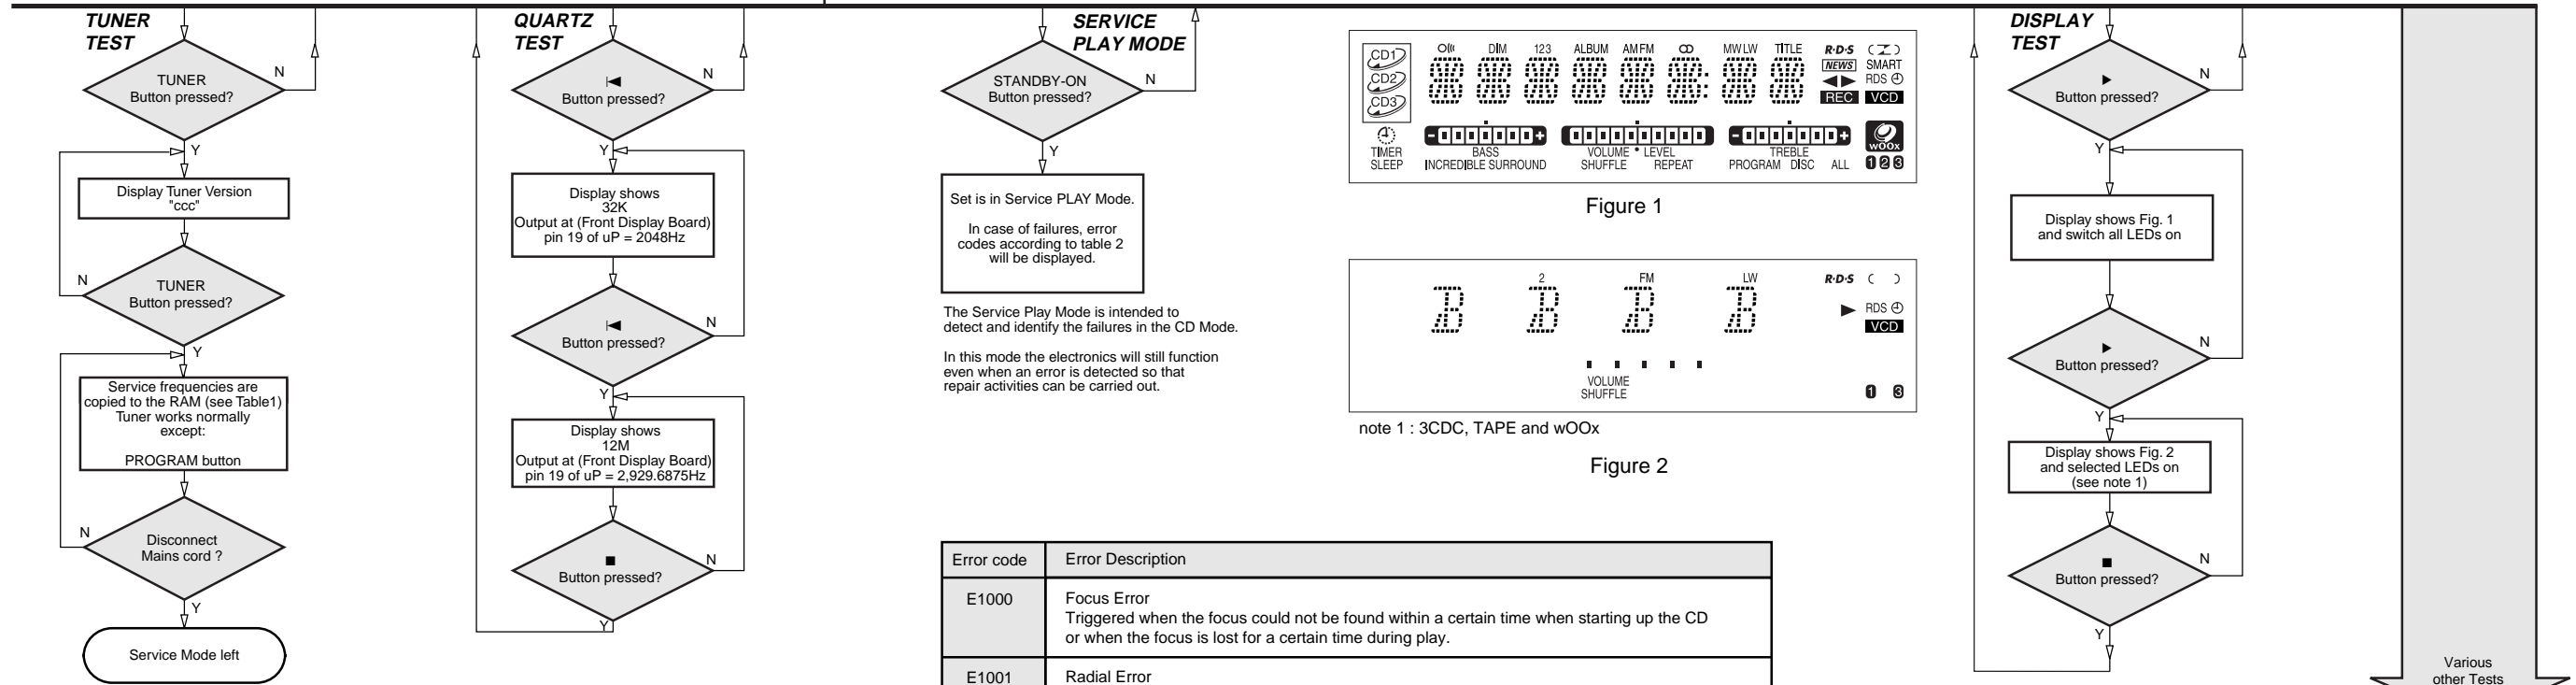 TUNER
TEST
TUNER
Button pressed?
N
Y
Display Tuner Version
"ccc"
TUNER
Button pressed?
N
Y
Service frequencies are
copied to the RAM (see Table1)
Tuner works normally
except:
PROGRAM button
Disconnect
Mains cord ?
N
Y
Service Mode left
QUARTZ
TEST
Button pressed?
N
Y
Display shows
32K
Output at (Front Display Board)
pin 19 of uP = 2048Hz
Button pressed?
N
Y
Display shows
12M
Output at (Front Display Board)
pin 19 of uP = 2,929.6875Hz
Button pressed?
N
Y
SERVICE
PLAY MODE
STANDBY-ON
Button pressed?
N
Y
Set is in Service PLAY Mode.
In case of failures, error
codes according to table 2
will be displayed.
The Service Play Mode is intended to
detect and identify the failures in the CD Mode.
In this mode the electronics will still function
even when an error is detected so that
repair activities can be carried out.
CD1
CD2
CD3
DIM 123 ALBUM AM FM MW LW TITLE R·D·S
NEWS SMART
RDS
REC VCD
wOOx
TIMER BASS VOLUME • LEVEL TREBLE
SLEEP INCREDIBLE SURROUND SHUFFLE REPEAT PROGRAM DISC ALL 1 2 3
Figure 1
2 FM LW R·D·S ( )
B B B B
RDS
VCD
VOLUME
SHUFFLE 1 3
note 1 : 3CDC, TAPE and wOOx
Figure 2
Error code Error Description
E1000 Focus Error
Triggered when the focus could not be found within a certain time when starting up the CD
or when the focus is lost for a certain time during play.
E1001 Radial Error
DISPLAY
TEST
Button pressed?
N
Y
Display shows Fig. 1
and switch all LEDs on
Button pressed?
N
Y
Display shows Fig. 2
and selected LEDs on
(see note 1)
Button pressed?
N
Y
Various
other Tests